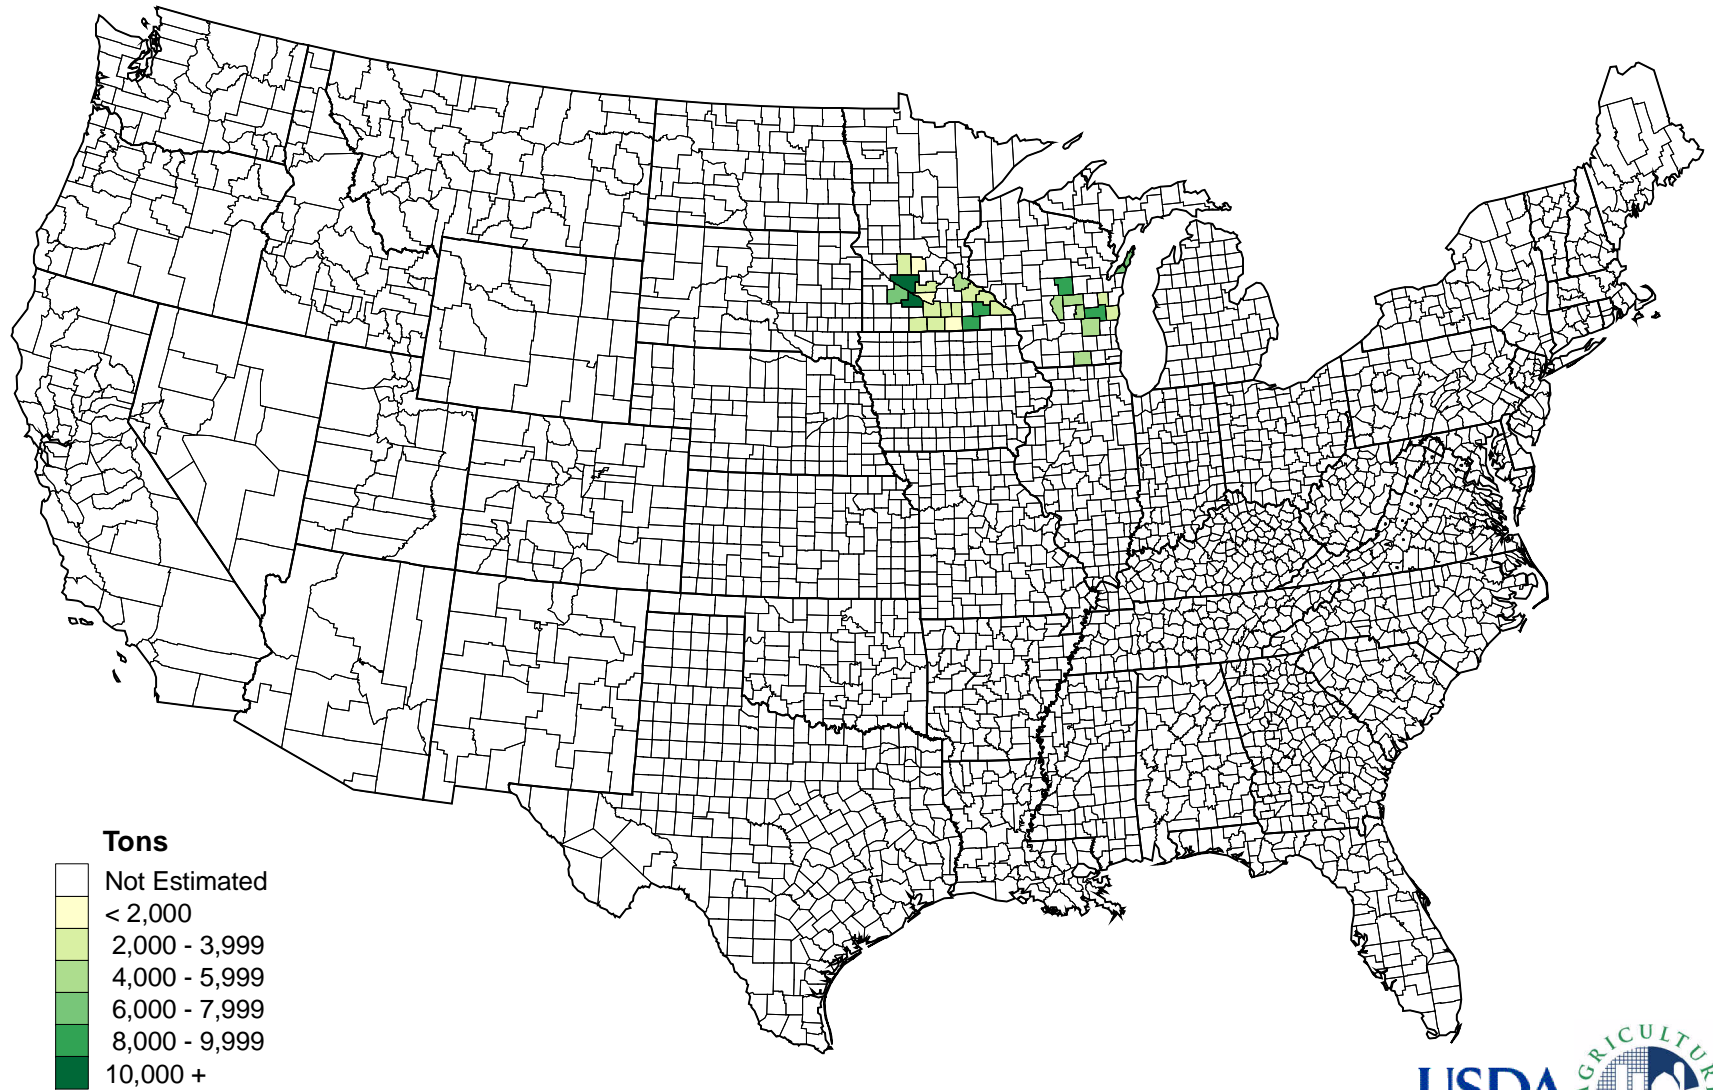 Tons
Not Estimated
< 2,000
2,000 - 3,999
4,000 - 5,999
6,000 - 7,999
8,000 - 9,999
10,000 +
USDA